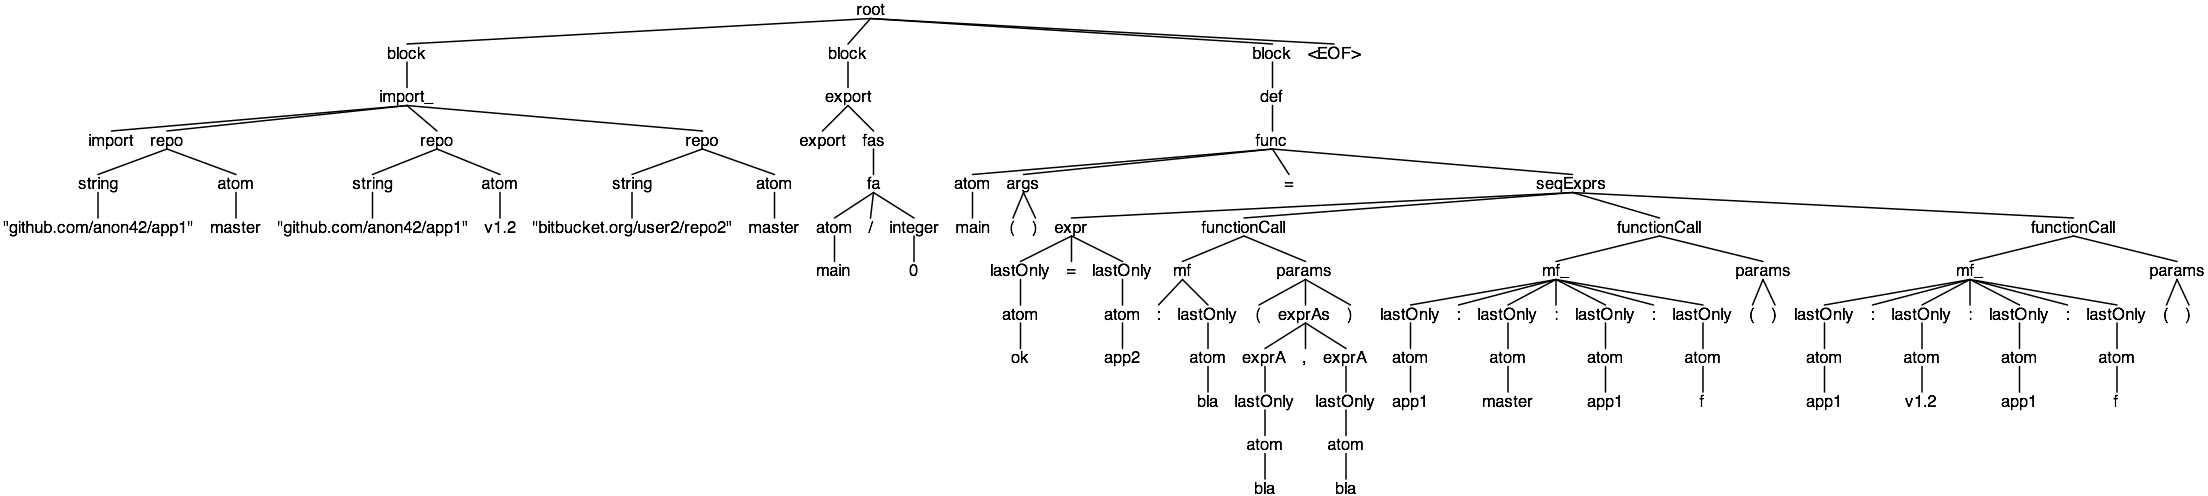 root
block block block <EOF>
import_ export def
import repo repo repo export fas func
string atom string atom string atom fa atom args = seqExprs
"github.com/anon42/app1" master "github.com/anon42/app1" v1.2 "bitbucket.org/user2/repo2" master atom / integer main ( ) expr functionCall functionCall functionCall
main 0 lastOnly = lastOnly mf params mf_ params mf_ params
atom atom : lastOnly ( exprAs ) lastOnly : lastOnly : lastOnly : lastOnly ( ) lastOnly : lastOnly : lastOnly : lastOnly ( )
ok app2 atom exprA , exprA atom atom atom atom atom atom atom atom
bla lastOnly lastOnly app1 master app1 f app1 v1.2 app1 f
atom atom
bla bla